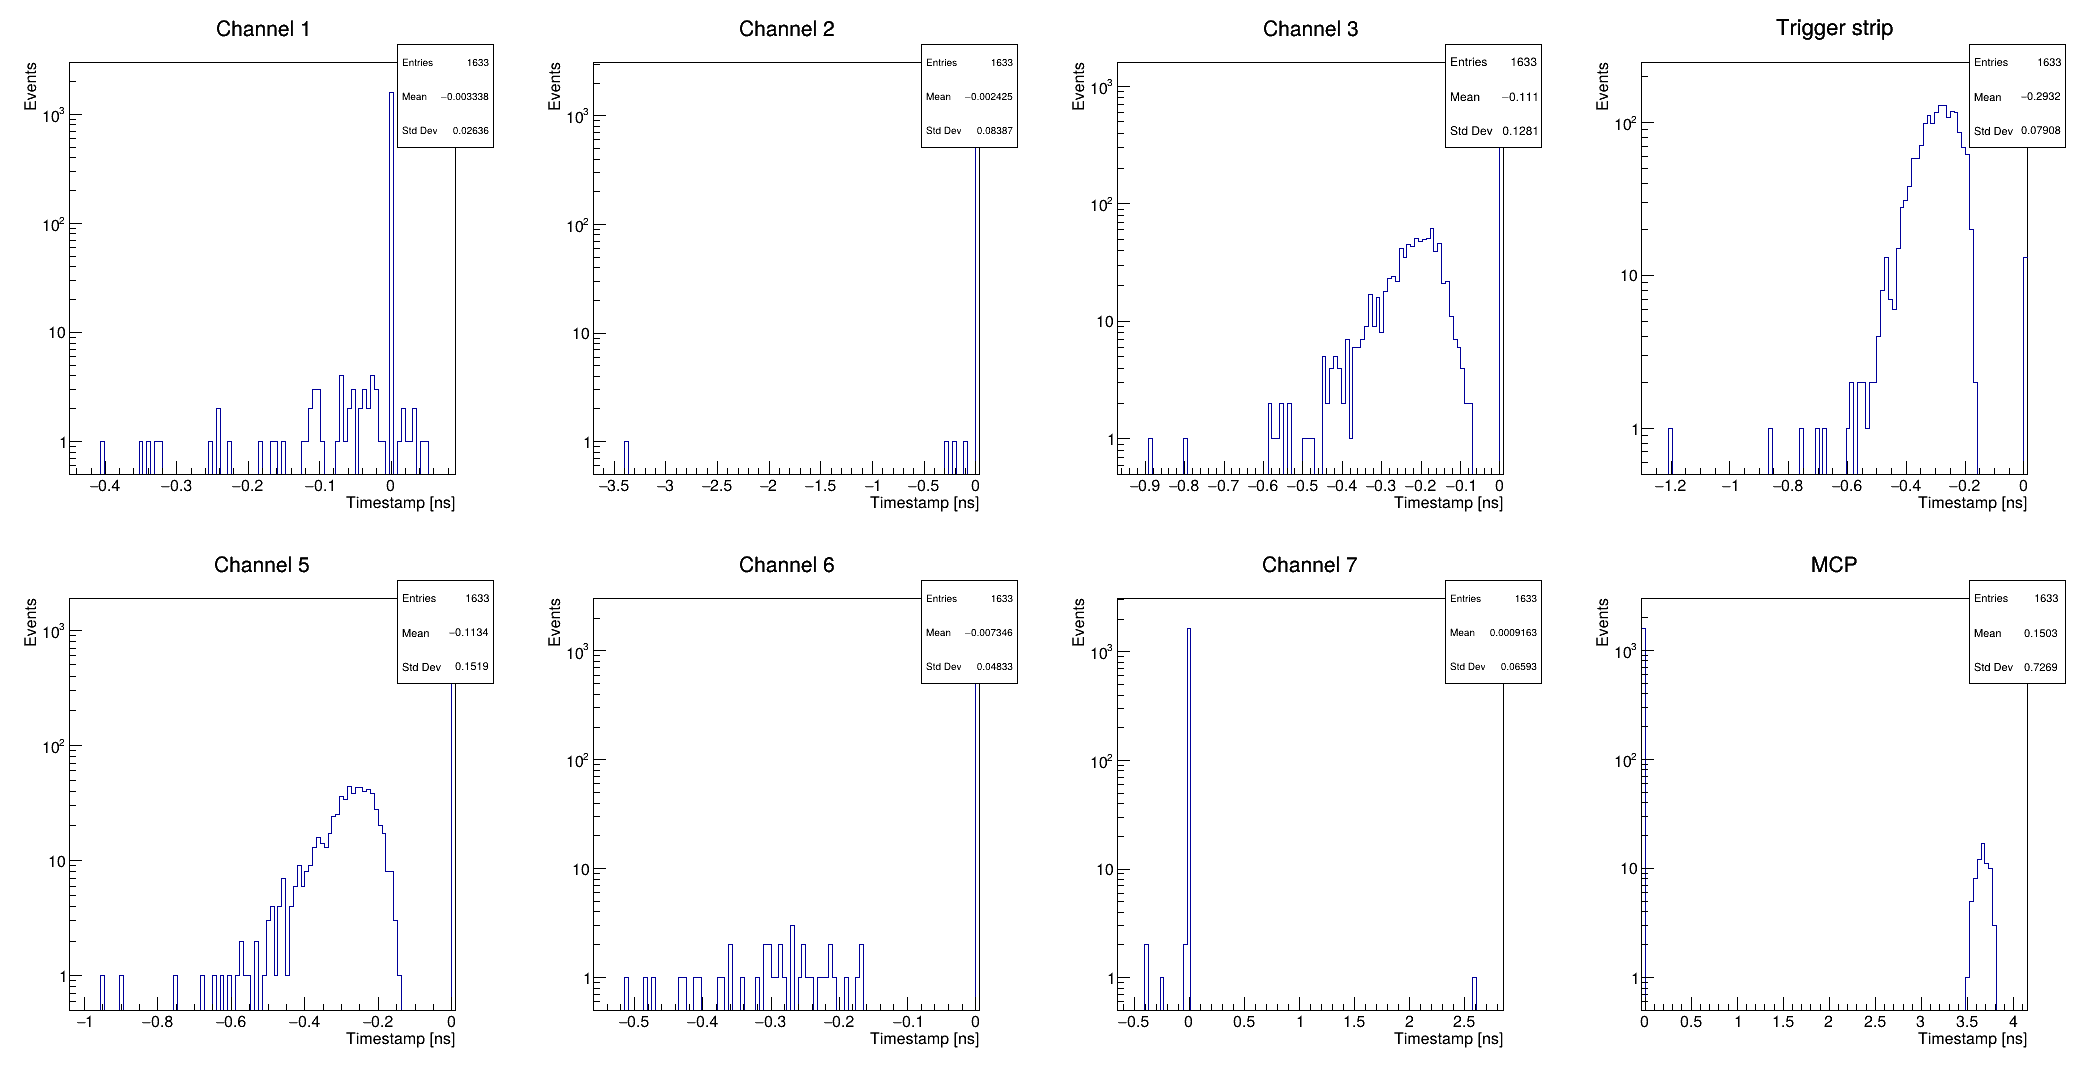 Channel 1
Events
Entries 1633
Mean −0.003338
Std Dev 0.02636
10³
10²
10
1
−0.4 −0.3 −0.2 −0.1 0
Timestamp [ns]
Channel 2
Events
Entries 1633
Mean −0.002425
Std Dev 0.08387
10³
10²
10
1
−3.5 −3 −2.5 −2 −1.5 −1 −0.5 0
Timestamp [ns]
Channel 3
Events
Entries 1633
Mean −0.111
Std Dev 0.1281
10³
10²
10
1
−0.9 −0.8 −0.7 −0.6 −0.5 −0.4 −0.3 −0.2 −0.1 0
Timestamp [ns]
Trigger strip
Events
Entries 1633
Mean −0.2932
Std Dev 0.07908
10²
10
1
−1.2 −1 −0.8 −0.6 −0.4 −0.2 0
Timestamp [ns]
Channel 5
Events
Entries 1633
Mean −0.1134
Std Dev 0.1519
10³
10²
10
1
−1 −0.8 −0.6 −0.4 −0.2 0
Timestamp [ns]
Channel 6
Events
Entries 1633
Mean −0.007346
Std Dev 0.04833
10³
10²
10
1
−0.5 −0.4 −0.3 −0.2 −0.1 0
Timestamp [ns]
Channel 7
Events
Entries 1633
Mean 0.0009163
Std Dev 0.06593
10³
10²
10
1
−0.5 0 0.5 1 1.5 2 2.5
Timestamp [ns]
MCP
Events
Entries 1633
Mean 0.1503
Std Dev 0.7269
10³
10²
10
1
0 0.5 1 1.5 2 2.5 3 3.5 4
Timestamp [ns]